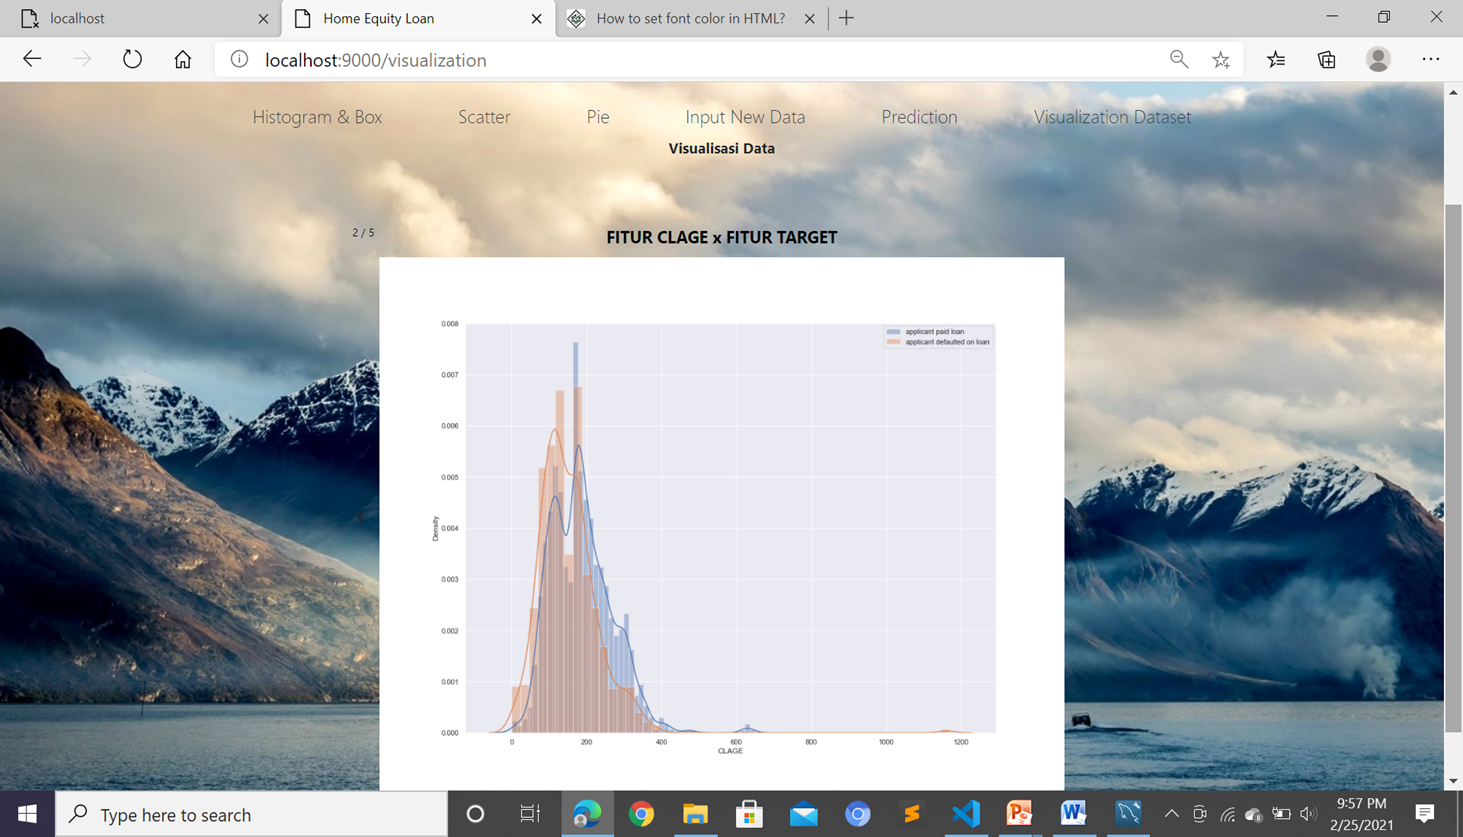 localhost
Home Equity Loan
How to set font color in HTML?
localhost:9000/visualization
Histogram & Box
Scatter
Pie
Input New Data
Prediction
Visualization Dataset
Visualisasi Data
2 / 5
FITUR CLAGE x FITUR TARGET
applicant paid loan
applicant defaulted on loan
0.008
0.007
0.006
0.005
0.004
0.003
0.002
0.001
0.000
Density
0 200 400 600 800 1000 1200
CLAGE
Type here to search
9:57 PM
2/25/2021